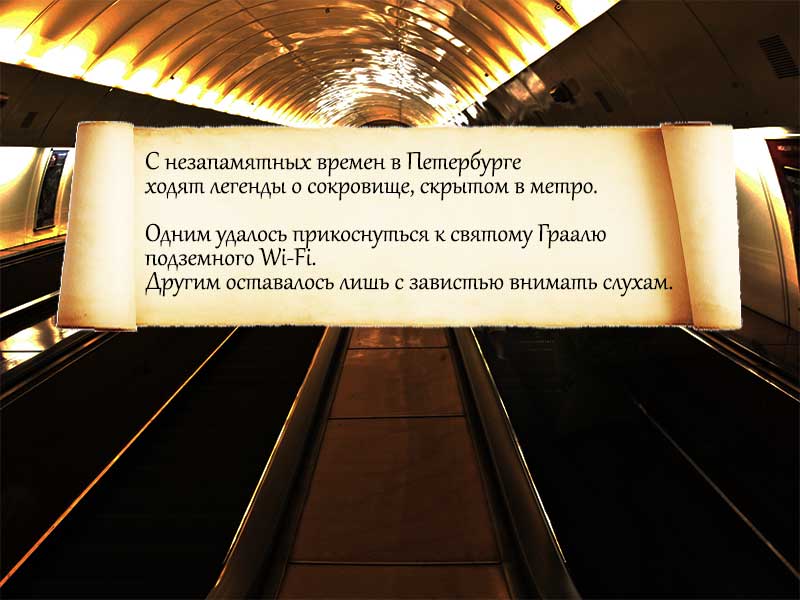 С незапамятных времен в Петербурге
ходят легенды о сокровище, скрытом в метро.
Одним удалось прикоснуться к святому Граалю
подземного Wi-Fi.
Другим оставалось лишь с завистью внимать слухам.